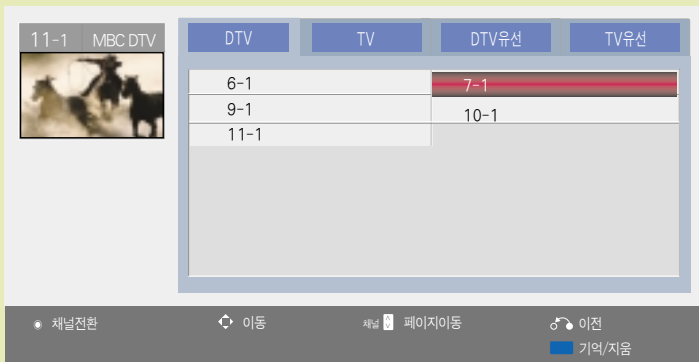 11-1 MBC DTV
DTV TV DTV유선 TV유선
6-1 7-1
9-1 10-1
11-1
채널전환 이동 채널 페이지이동 이전
기억/지움